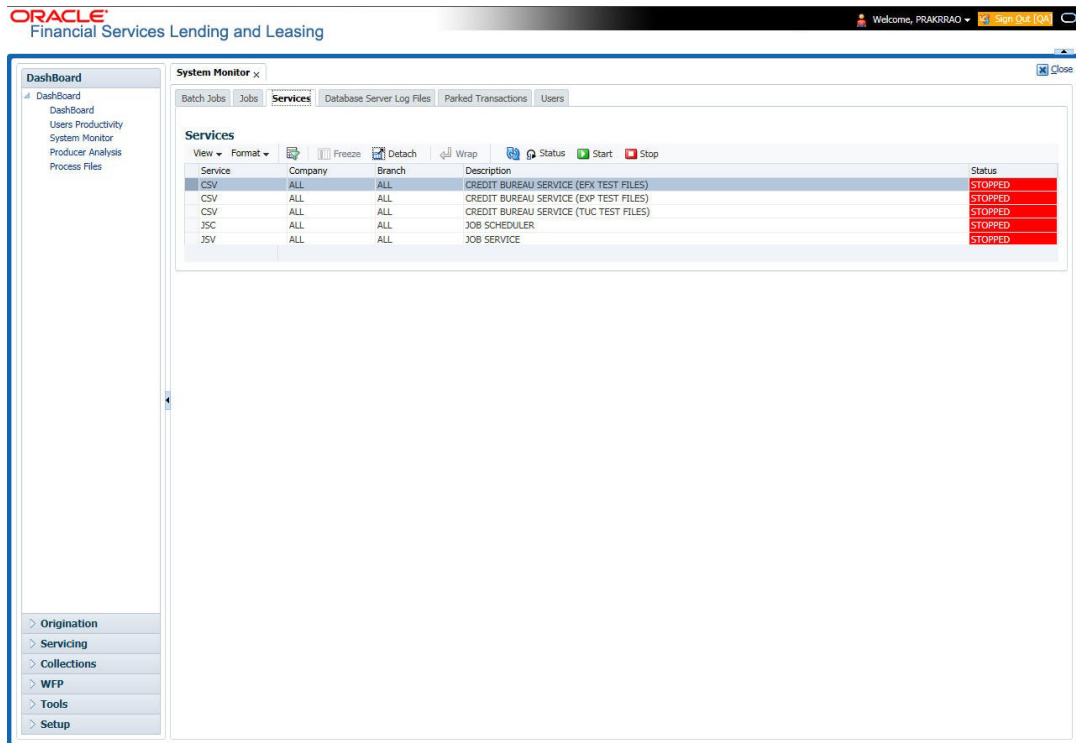 ORACLE
Financial Services Lending and Leasing
Welcome, PRAKRRAO
Sign Out [QA]
DashBoard
DashBoard
DashBoard
Users Productivity
System Monitor
Producer Analysis
Process Files
Origination
Servicing
Collections
WFP
Tools
Setup
System Monitor x
Close
Batch Jobs Jobs Services Database Server Log Files Parked Transactions Users
Services
View Format Freeze Detach Wrap Status Start Stop
Service Company Branch Description Status
CSV ALL ALL CREDIT BUREAU SERVICE (EFX TEST FILES) STOPPED
CSV ALL ALL CREDIT BUREAU SERVICE (EXP TEST FILES) STOPPED
CSV ALL ALL CREDIT BUREAU SERVICE (TUC TEST FILES) STOPPED
JSC ALL ALL JOB SCHEDULER STOPPED
JSV ALL ALL JOB SERVICE STOPPED